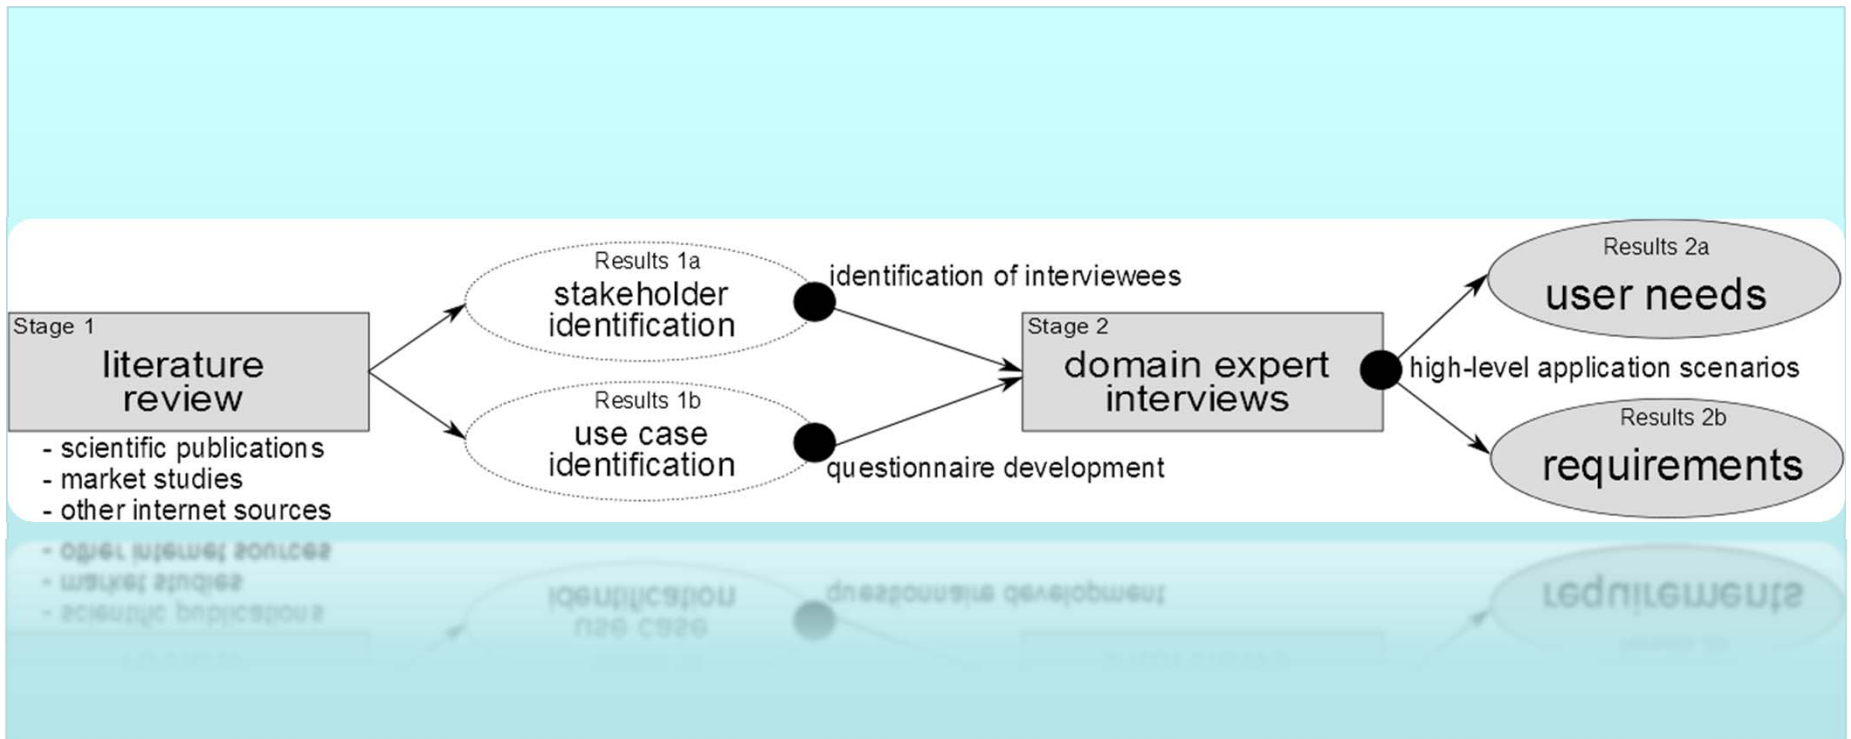 Stage 1
literature
review
- scientific publications
- market studies
- other internet sources
Results 1a
stakeholder
identification
identification of interviewees
Results 1b
use case
identification
questionnaire development
Stage 2
domain expert
interviews
high-level application scenarios
Results 2a
user needs
Results 2b
requirements